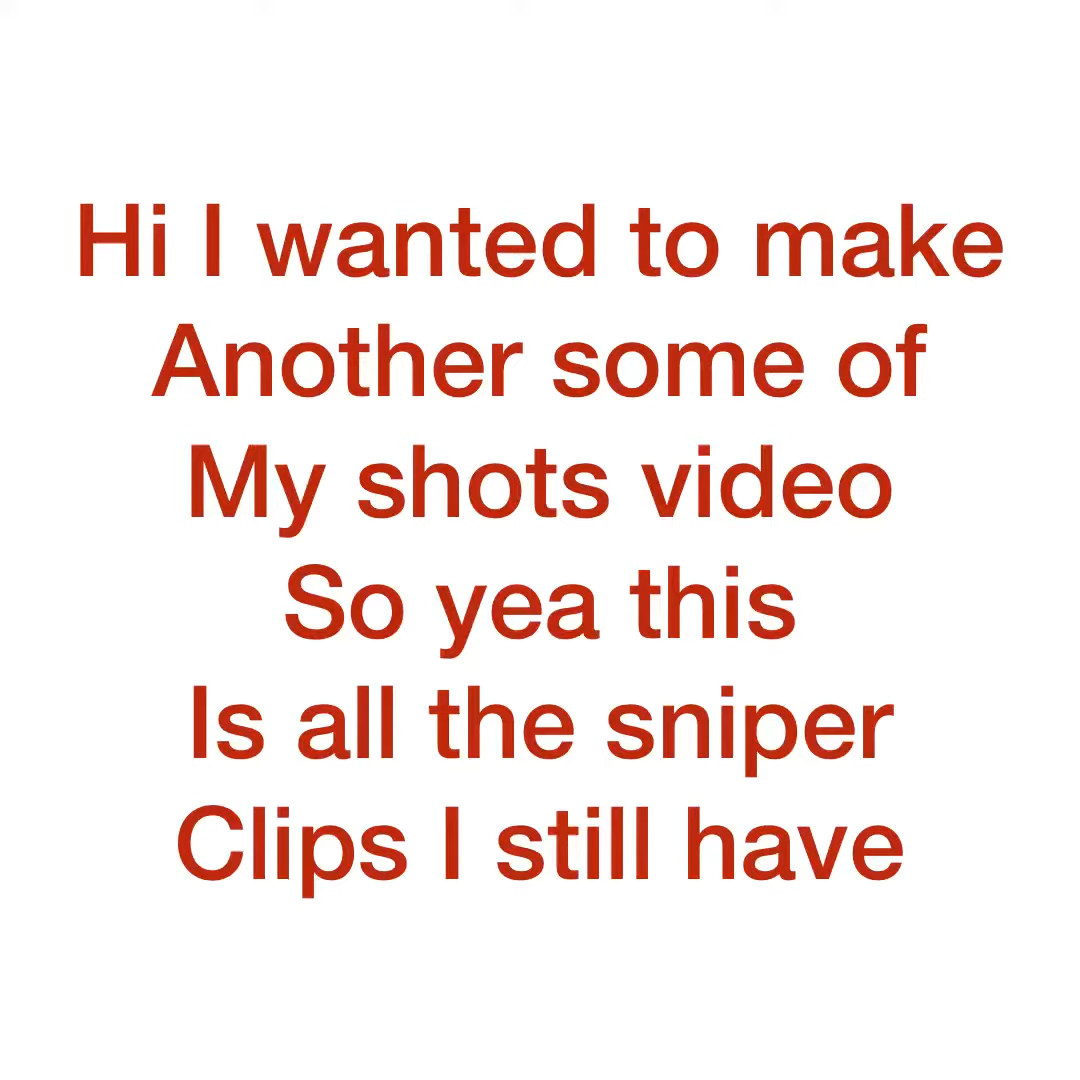 Hi I wanted to make
Another some of
My shots video
So yea this
Is all the sniper
Clips I still have